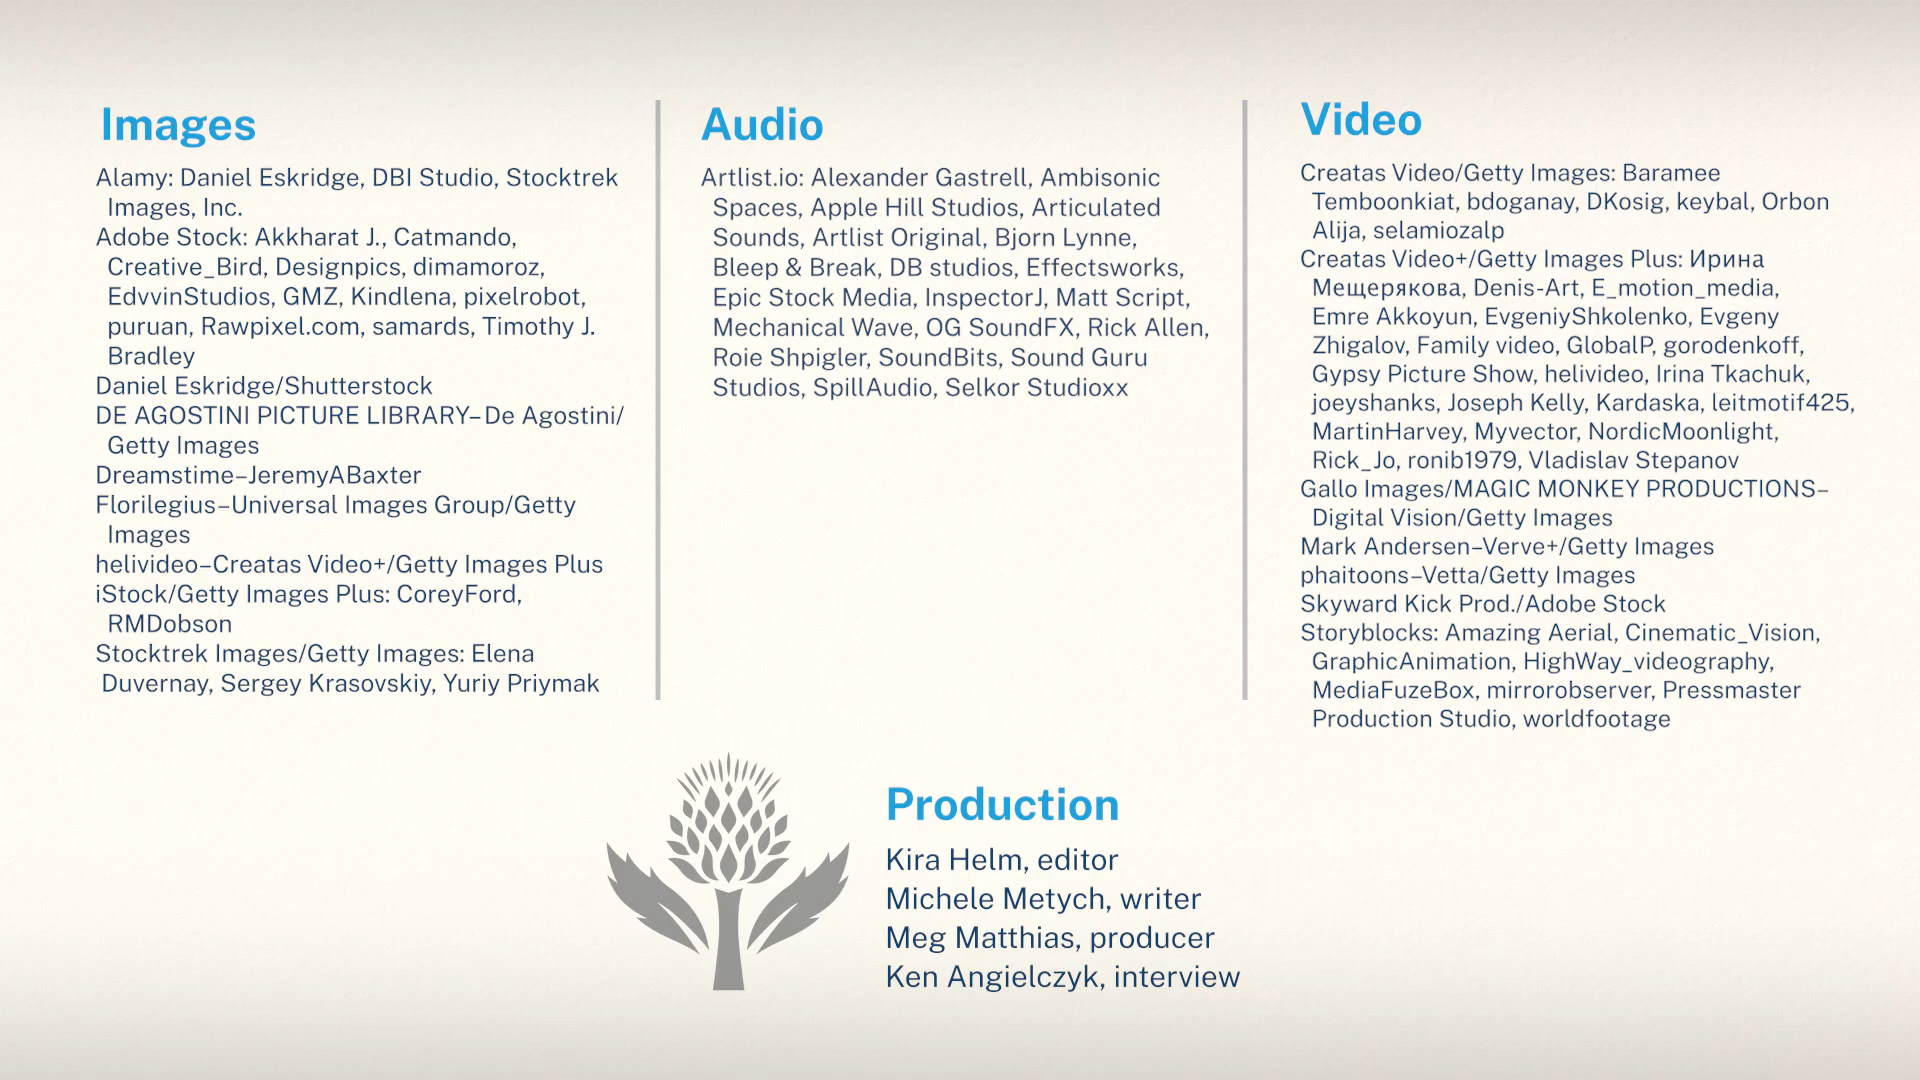 Images
Alamy: Daniel Eskridge, DBI Studio, Stocktrek
Images, Inc.
Adobe Stock: Akkharat J., Catmando,
Creative_Bird, Designpics, dimamoroz,
EdvvinStudios, GMZ, Kindlena, pixelrobot,
puruan, Rawpixel.com, samards, Timothy J.
Bradley
Daniel Eskridge/Shutterstock
DE AGOSTINI PICTURE LIBRARY–De Agostini/
Getty Images
Dreamstime–JeremyABaxter
Florilegius–Universal Images Group/Getty
Images
helivideo–Creatas Video+/Getty Images Plus
iStock/Getty Images Plus: CoreyFord,
RMDobson
Stocktrek Images/Getty Images: Elena
Duvernay, Sergey Krasovskiy, Yuriy Priymak
Audio
Artlist.io: Alexander Gastrell, Ambisonic
Spaces, Apple Hill Studios, Articulated
Sounds, Artlist Original, Bjorn Lynne,
Bleep & Break, DB studios, Effectsworks,
Epic Stock Media, InspectorJ, Matt Script,
Mechanical Wave, OG SoundFX, Rick Allen,
Roie Shpigler, SoundBits, Sound Guru
Studios, SpillAudio, Selkor Studioxx
Video
Creatas Video/Getty Images: Baramee
Temboonkiat, bdoganay, DKosig, keybal, Orbon
Alija, selamiozalp
Creatas Video+/Getty Images Plus: Ирина
Мещерякова, Denis-Art, E_motion_media,
Emre Akkoyun, EvgeniyShkolenko, Evgeny
Zhigalov, Family video, GlobalP, gorodenkoff,
Gypsy Picture Show, helivideo, Irina Tkachuk,
joeyshanks, Joseph Kelly, Kardaska, leitmotif425,
MartinHarvey, Myvector, NordicMoonlight,
Rick_Jo, ronib1979, Vladislav Stepanov
Gallo Images/MAGIC MONKEY PRODUCTIONS–
Digital Vision/Getty Images
Mark Andersen–Verve+/Getty Images
phaitoons–Vetta/Getty Images
Skyward Kick Prod./Adobe Stock
Storyblocks: Amazing Aerial, Cinematic_Vision,
GraphicAnimation, HighWay_videography,
MediaFuzeBox, mirrorobserver, Pressmaster
Production Studio, worldfootage
Production
Kira Helm, editor
Michele Metych, writer
Meg Matthias, producer
Ken Angielczyk, interview